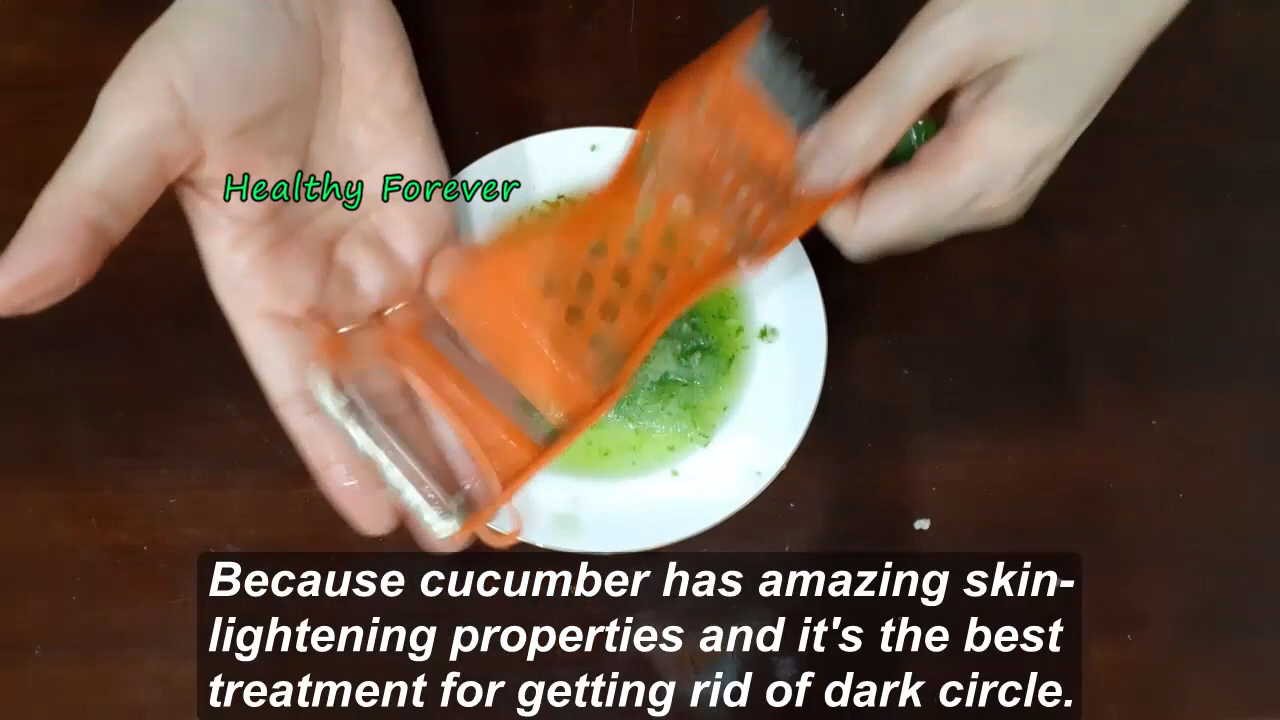 Healthy Forever
Because cucumber has amazing skin-
lightening properties and it's the best
treatment for getting rid of dark circle.